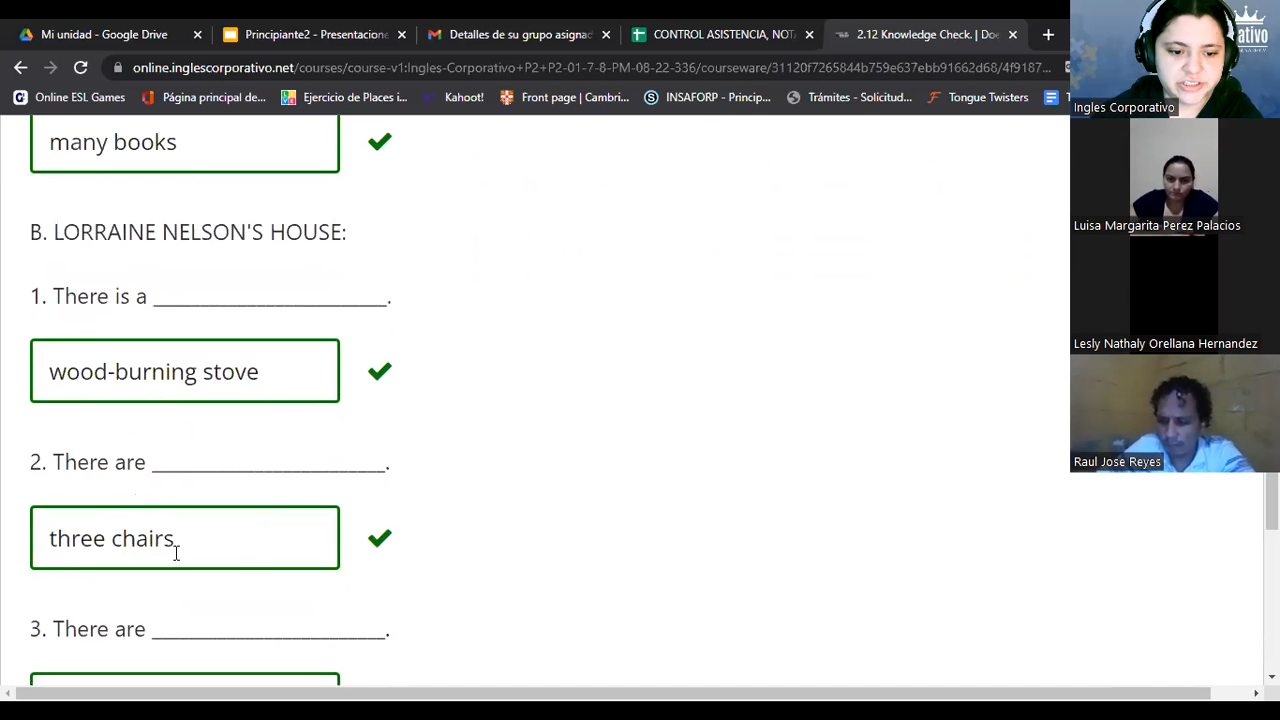 Mi unidad - Google Drive
Principiante2 - Presentacione
Detalles de su grupo asignad
CONTROL ASISTENCIA, NOT
2.12 Knowledge Check. | Do
online.inglescorporativo.net/courses/course-v1:Ingles-Corporativo+P2+P2-01-7-8-PM-08-22-336/courseware/31120f7265844b759e637ebb91662d68/4f9187...
Online ESL Games
Página principal de...
Ejercicio de Places i...
Kahoot!
Front page | Cambri...
INSAFORP - Princip...
Trámites - Solicitud...
Tongue Twisters
many books
B. LORRAINE NELSON'S HOUSE:
1. There is a ________________________.
wood-burning stove
2. There are ________________________.
three chairs
3. There are ________________________.
Ingles Corporativo
Luisa Margarita Perez Palacios
Lesly Nathaly Orellana Hernandez
Raul Jose Reyes